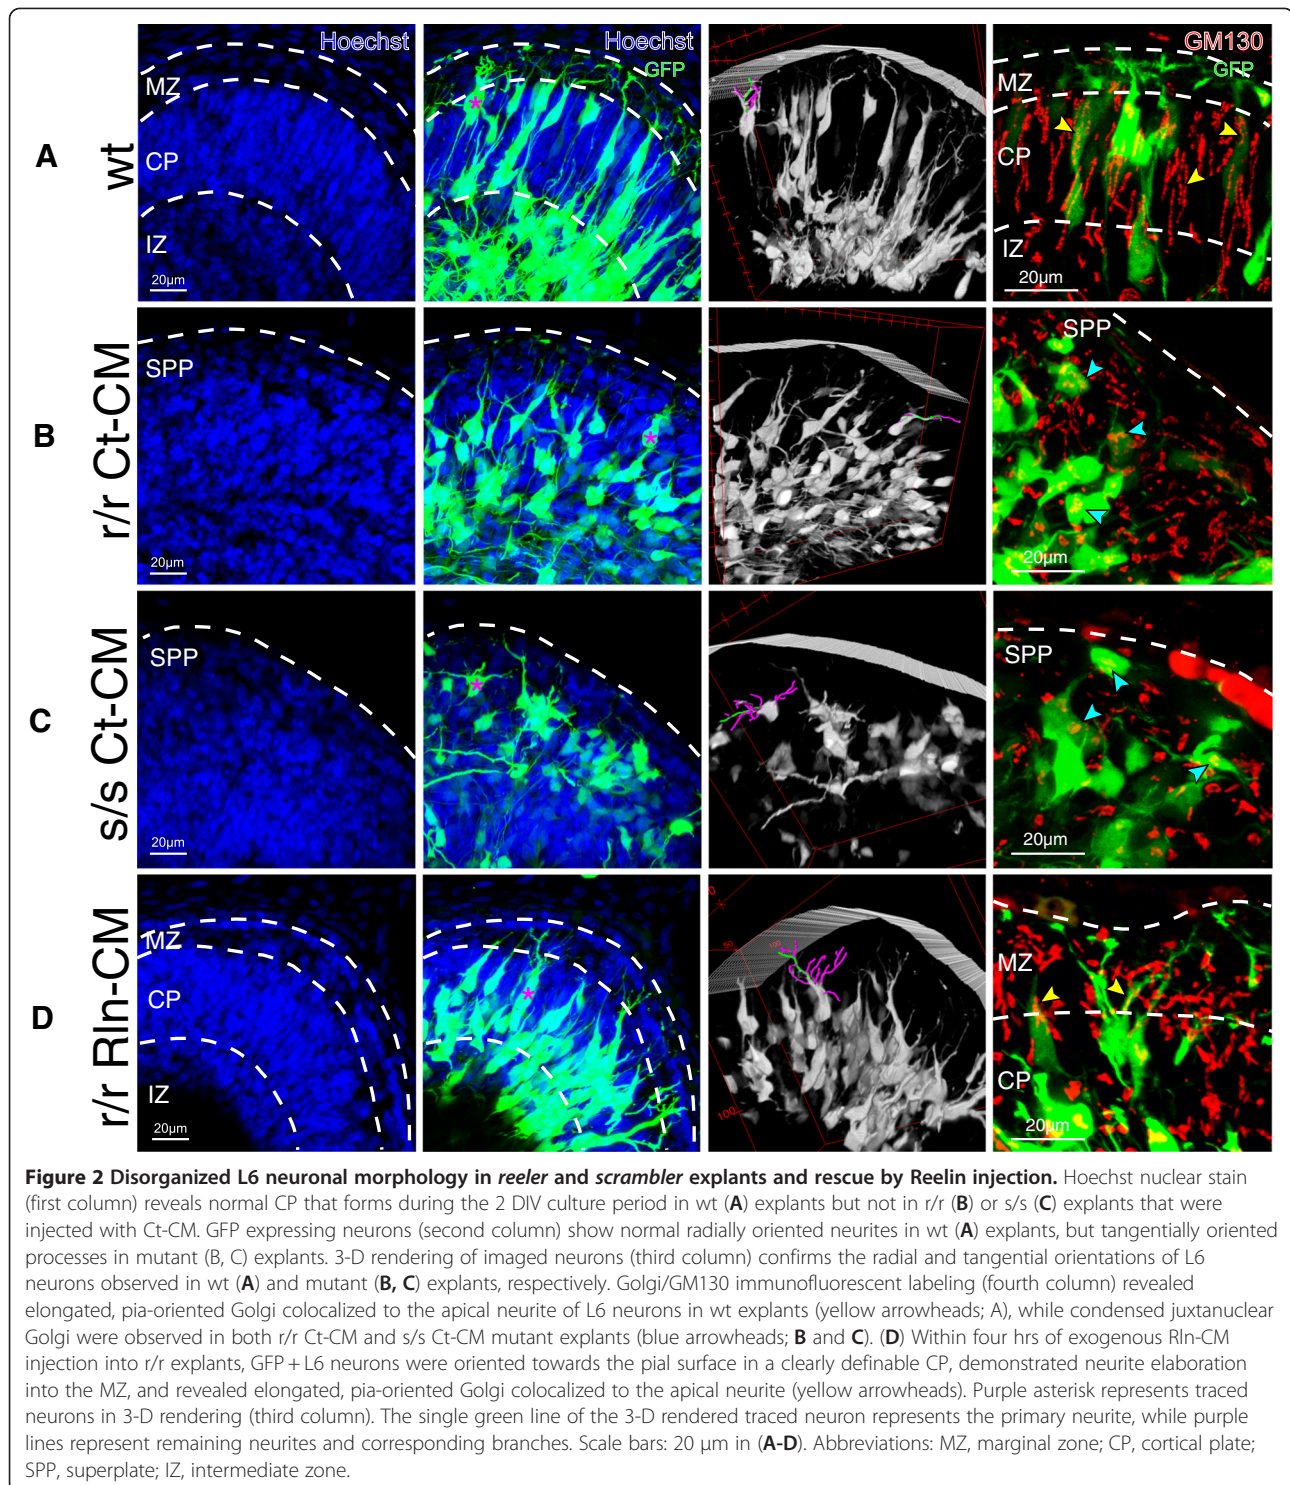 Hoechst
Hoechst
GFP
GM130
GFP
A
wt
MZ
CP
IZ
20µm
MZ
CP
IZ
20µm
B
r/r Ct-CM
SPP
20µm
SPP
20µm
C
s/s Ct-CM
SPP
20µm
SPP
20µm
D
r/r Rln-CM
MZ
CP
IZ
20µm
50
100
0
100
MZ
CP
20µm
Figure 2 Disorganized L6 neuronal morphology in reeler and scrambler explants and rescue by Reelin injection. Hoechst nuclear stain
(first column) reveals normal CP that forms during the 2 DIV culture period in wt (A) explants but not in r/r (B) or s/s (C) explants that were
injected with Ct-CM. GFP expressing neurons (second column) show normal radially oriented neurites in wt (A) explants, but tangentially oriented
processes in mutant (B, C) explants. 3-D rendering of imaged neurons (third column) confirms the radial and tangential orientations of L6
neurons observed in wt (A) and mutant (B, C) explants, respectively. Golgi/GM130 immunofluorescent labeling (fourth column) revealed
elongated, pia-oriented Golgi colocalized to the apical neurite of L6 neurons in wt explants (yellow arrowheads; A), while condensed juxtanuclear
Golgi were observed in both r/r Ct-CM and s/s Ct-CM mutant explants (blue arrowheads; B and C). (D) Within four hrs of exogenous Rln-CM
injection into r/r explants, GFP + L6 neurons were oriented towards the pial surface in a clearly definable CP, demonstrated neurite elaboration
into the MZ, and revealed elongated, pia-oriented Golgi colocalized to the apical neurite (yellow arrowheads). Purple asterisk represents traced
neurons in 3-D rendering (third column). The single green line of the 3-D rendered traced neuron represents the primary neurite, while purple
lines represent remaining neurites and corresponding branches. Scale bars: 20 µm in (A-D). Abbreviations: MZ, marginal zone; CP, cortical plate;
SPP, superplate; IZ, intermediate zone.